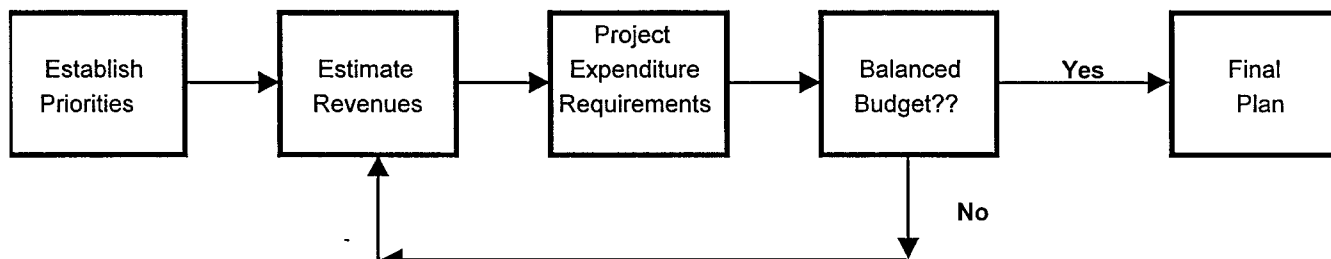 Establish
Priorities
Estimate
Revenues
Project
Expenditure
Requirements
Balanced
Budget??
Yes
Final
Plan
No